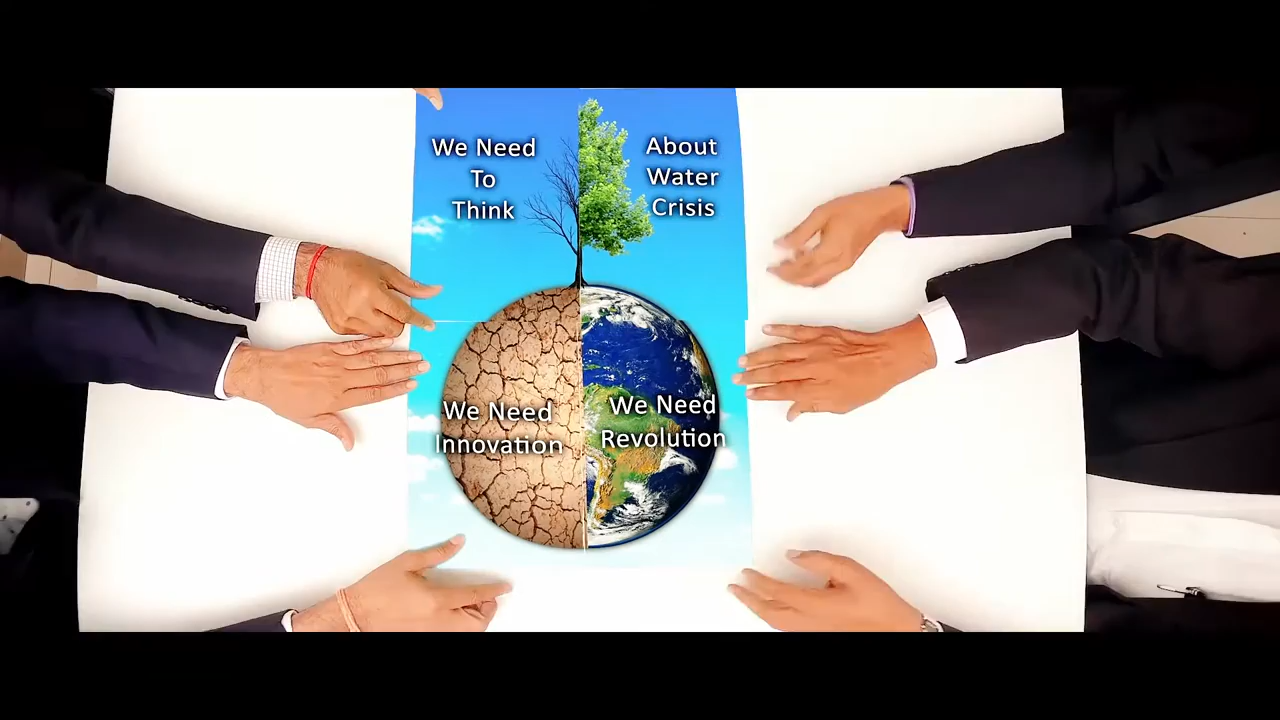 We Need
To
Think
About
Water
Crisis
We Need
Innovation
We Need
Revolution